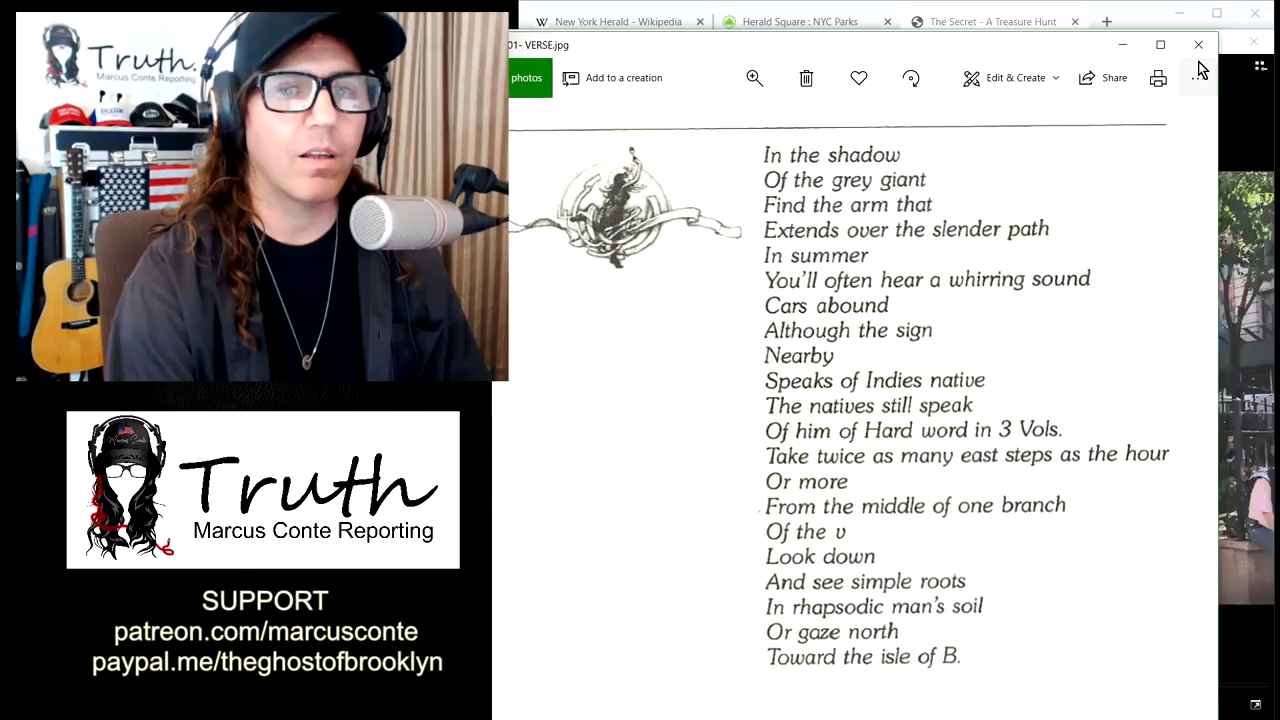 New York Herald - Wikipedia
Herald Square : NYC Parks
The Secret - A Treasure Hunt
01- VERSE.jpg
photos
Add to a creation
Edit & Create
Share
Truth.
Marcus Conte Reporting
In the shadow
Of the grey giant
Find the arm that
Extends over the slender path
In summer
You'll often hear a whirring sound
Cars abound
Although the sign
Nearby
Speaks of Indies native
The natives still speak
Of him of Hard word in 3 Vols.
Take twice as many east steps as the hour
Or more
From the middle of one branch
Of the v
Look down
And see simple roots
In rhapsodic man's soil
Or gaze north
Toward the isle of B.
Truth
Marcus Conte Reporting
SUPPORT
patreon.com/marcusconte
paypal.me/theghostofbrooklyn